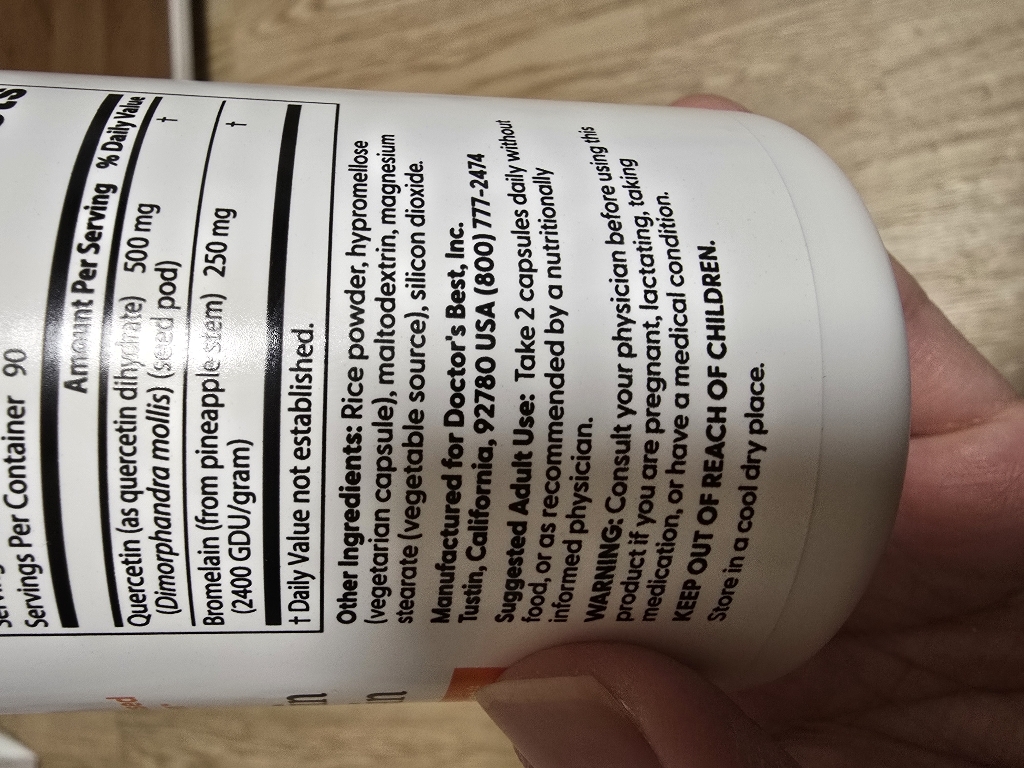 Servings Per Container 90
Amount Per Serving % Daily Value
Quercetin (as quercetin dihydrate) 500 mg †
(Dimorphandra mollis) (seed pod)
Bromelain (from pineapple stem) 250 mg †
(2400 GDU/gram)
† Daily Value not established.
Other Ingredients: Rice powder, hypromellose
(vegetarian capsule), maltodextrin, magnesium
stearate (vegetable source), silicon dioxide.
Manufactured for Doctor's Best, Inc.
Tustin, California, 92780 USA (800) 777-2474
Suggested Adult Use: Take 2 capsules daily without
food, or as recommended by a nutritionally
informed physician.
WARNING: Consult your physician before using this
product if you are pregnant, lactating, taking
medication, or have a medical condition.
KEEP OUT OF REACH OF CHILDREN.
Store in a cool dry place.